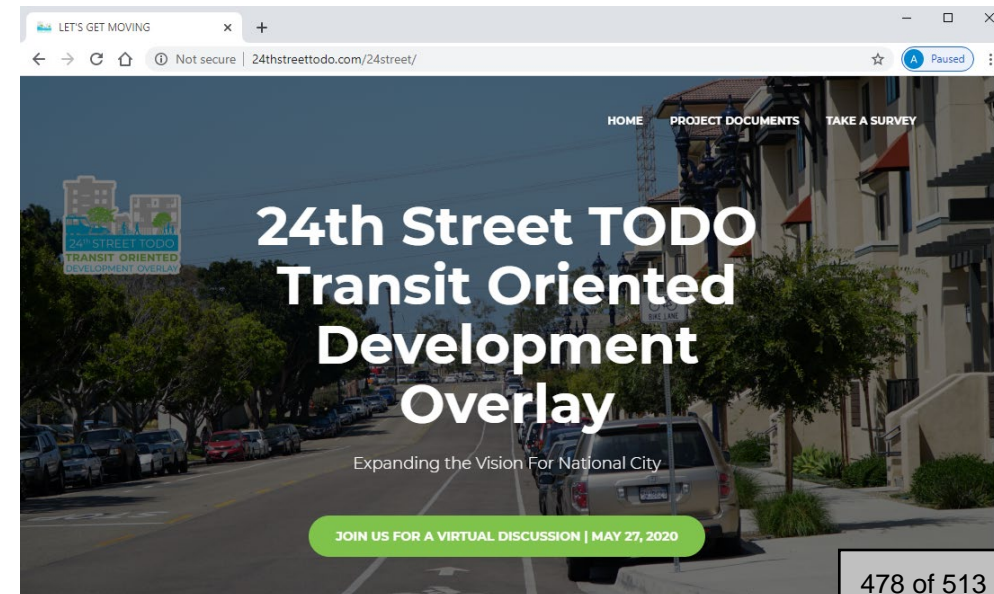 LET'S GET MOVING
Not secure | 24thstreettodo.com/24street/
A Paused
HOME PROJECT DOCUMENTS TAKE A SURVEY
24TH STREET TODO
TRANSIT ORIENTED
DEVELOPMENT OVERLAY
24th Street TODO
Transit Oriented
Development
Overlay
BIKE LANE
Expanding the Vision For National City
JOIN US FOR A VIRTUAL DISCUSSION | MAY 27, 2020
478 of 513